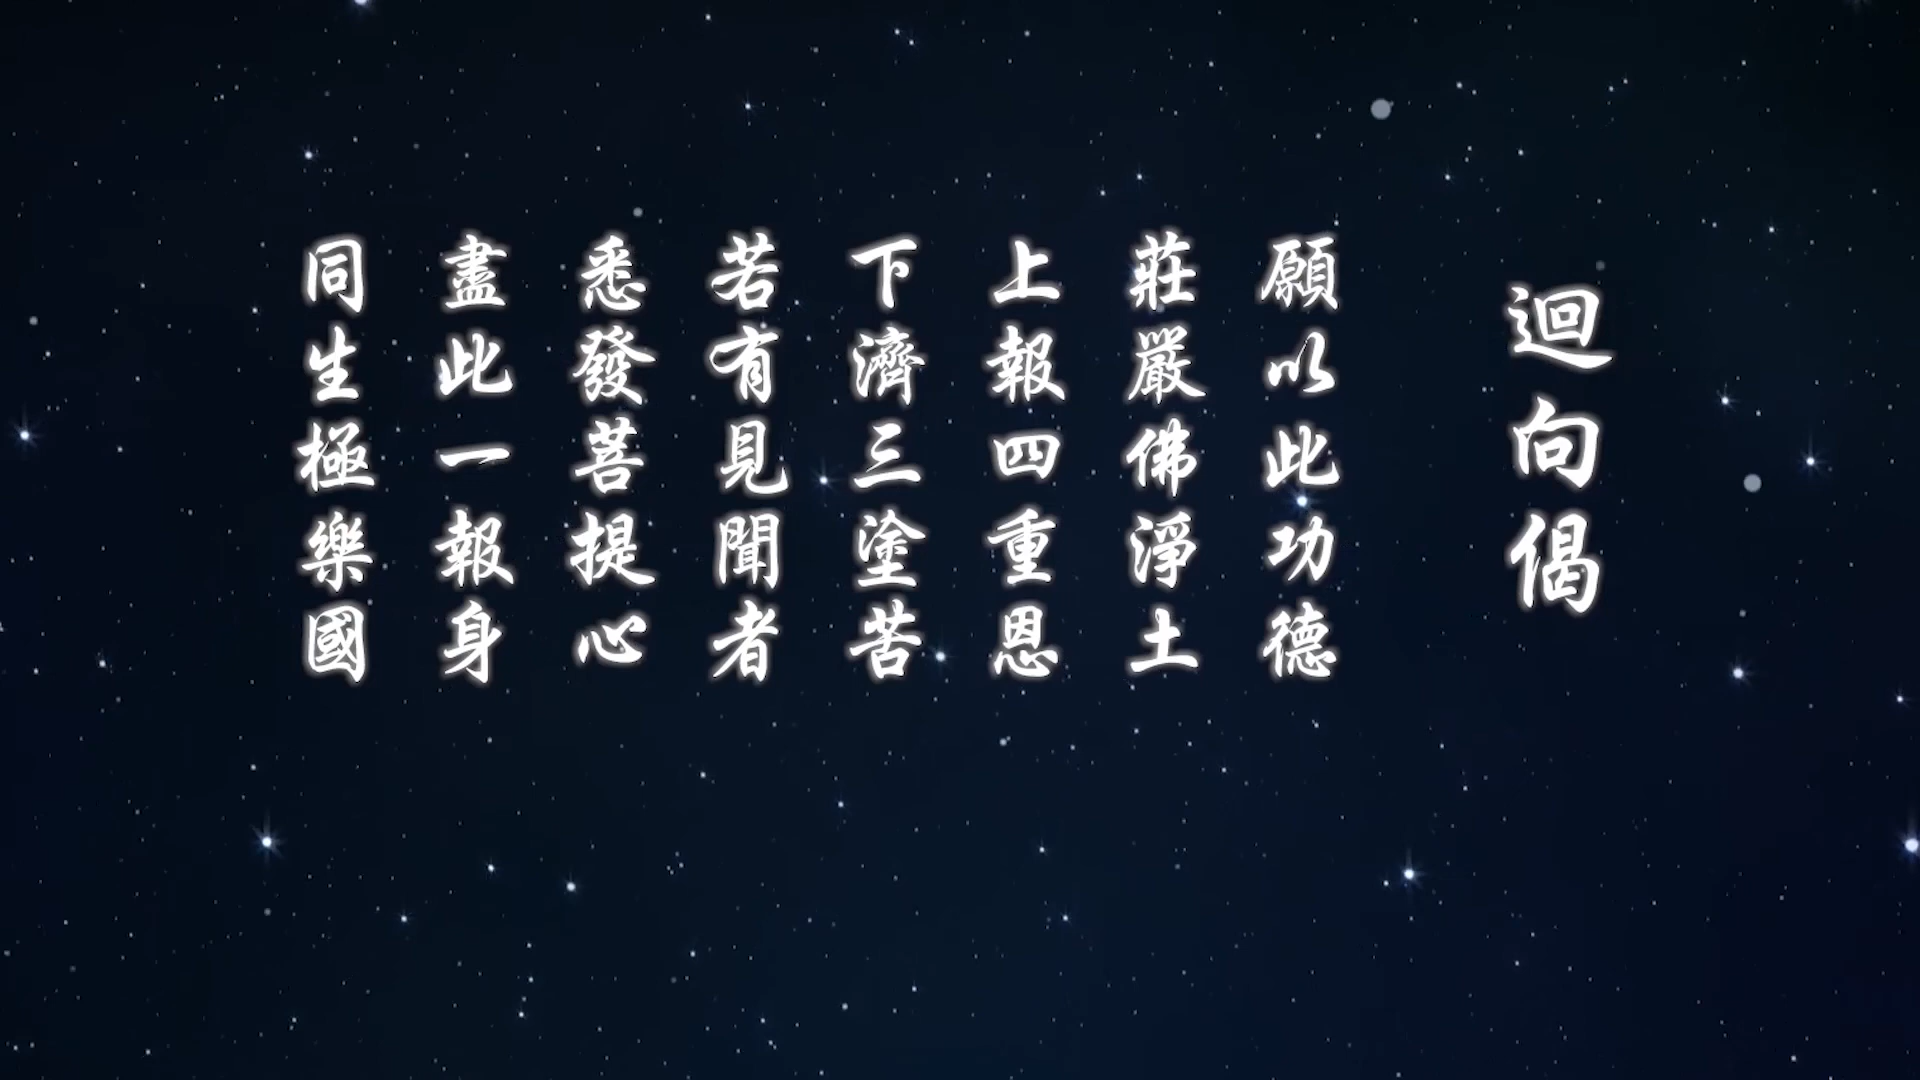 迴向偈
願以此功德
莊嚴佛淨土
上報四重恩
下濟三塗苦
若有見聞者
悉發菩提心
盡此一報身
同生極樂國